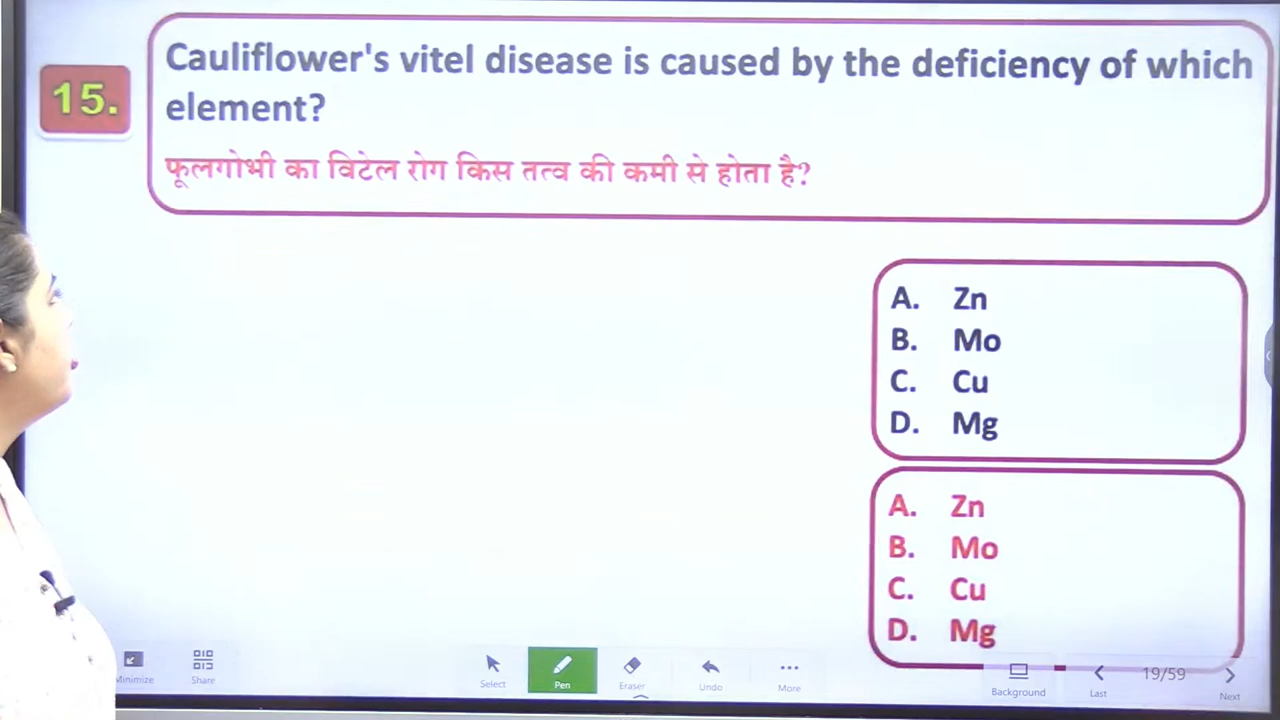 15.
Cauliflower's vitel disease is caused by the deficiency of which
element?
फूलगोभी का विटेल रोग किस तत्व की कमी से होता है?
A. Zn
B. Mo
C. Cu
D. Mg
A. Zn
B. Mo
C. Cu
D. Mg
Minimize
Share
Select
Pen
Eraser
Undo
More
Background
Last
19/59
Next